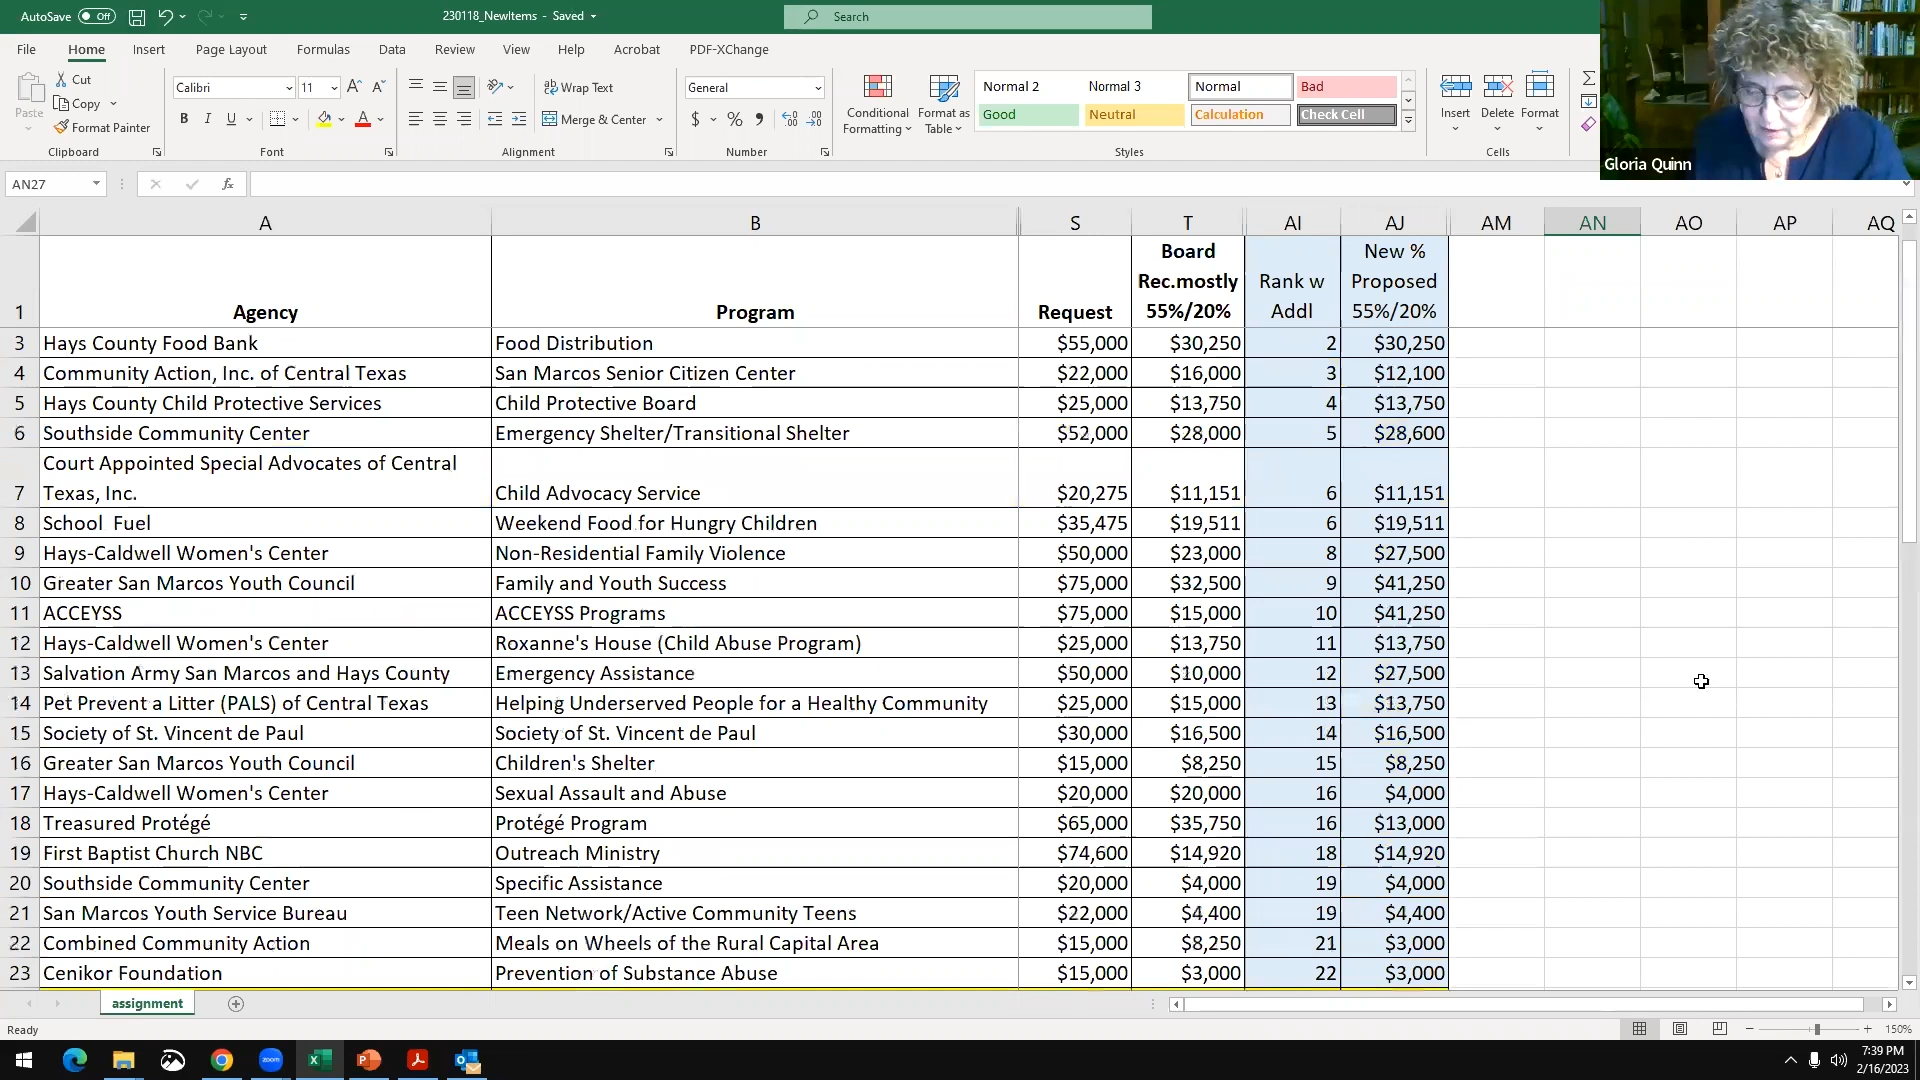 AutoSave Off 230118_NewItems - Saved Search
File Home Insert Page Layout Formulas Data Review View Help Acrobat PDF-XChange
Paste Cut Copy Format Painter
Calibri 11
B I U
Wrap Text
Merge & Center
General
$ % 9
Conditional Formatting
Format as Table
Normal 2 Normal 3 Normal Bad
Good Neutral Calculation Check Cell
Insert Delete Format
Clipboard Font Alignment Number Styles Cells
Gloria Quinn
AN27 fx
A B S T AI AJ AM AN AO AP AQ
1 Agency Program Request Board Rec.mostly 55%/20% Rank w Addl New % Proposed 55%/20%
3 Hays County Food Bank Food Distribution $55,000 $30,250 2 $30,250
4 Community Action, Inc. of Central Texas San Marcos Senior Citizen Center $22,000 $16,000 3 $12,100
5 Hays County Child Protective Services Child Protective Board $25,000 $13,750 4 $13,750
6 Southside Community Center Emergency Shelter/Transitional Shelter $52,000 $28,000 5 $28,600
Court Appointed Special Advocates of Central
7 Texas, Inc. Child Advocacy Service $20,275 $11,151 6 $11,151
8 School  Fuel Weekend Food for Hungry Children $35,475 $19,511 6 $19,511
9 Hays-Caldwell Women's Center Non-Residential Family Violence $50,000 $23,000 8 $27,500
10 Greater San Marcos Youth Council Family and Youth Success $75,000 $32,500 9 $41,250
11 ACCEYSS ACCEYSS Programs $75,000 $15,000 10 $41,250
12 Hays-Caldwell Women's Center Roxanne's House (Child Abuse Program) $25,000 $13,750 11 $13,750
13 Salvation Army San Marcos and Hays County Emergency Assistance $50,000 $10,000 12 $27,500
14 Pet Prevent a Litter (PALS) of Central Texas Helping Underserved People for a Healthy Community $25,000 $15,000 13 $13,750
15 Society of St. Vincent de Paul Society of St. Vincent de Paul $30,000 $16,500 14 $16,500
16 Greater San Marcos Youth Council Children's Shelter $15,000 $8,250 15 $8,250
17 Hays-Caldwell Women's Center Sexual Assault and Abuse $20,000 $20,000 16 $4,000
18 Treasured Protégé Protégé Program $65,000 $35,750 16 $13,000
19 First Baptist Church NBC Outreach Ministry $74,600 $14,920 18 $14,920
20 Southside Community Center Specific Assistance $20,000 $4,000 19 $4,000
21 San Marcos Youth Service Bureau Teen Network/Active Community Teens $22,000 $4,400 19 $4,400
22 Combined Community Action Meals on Wheels of the Rural Capital Area $15,000 $8,250 21 $3,000
23 Cenikor Foundation Prevention of Substance Abuse $15,000 $3,000 22 $3,000
assignment
Ready 150%
zoom
7:39 PM
2/16/2023